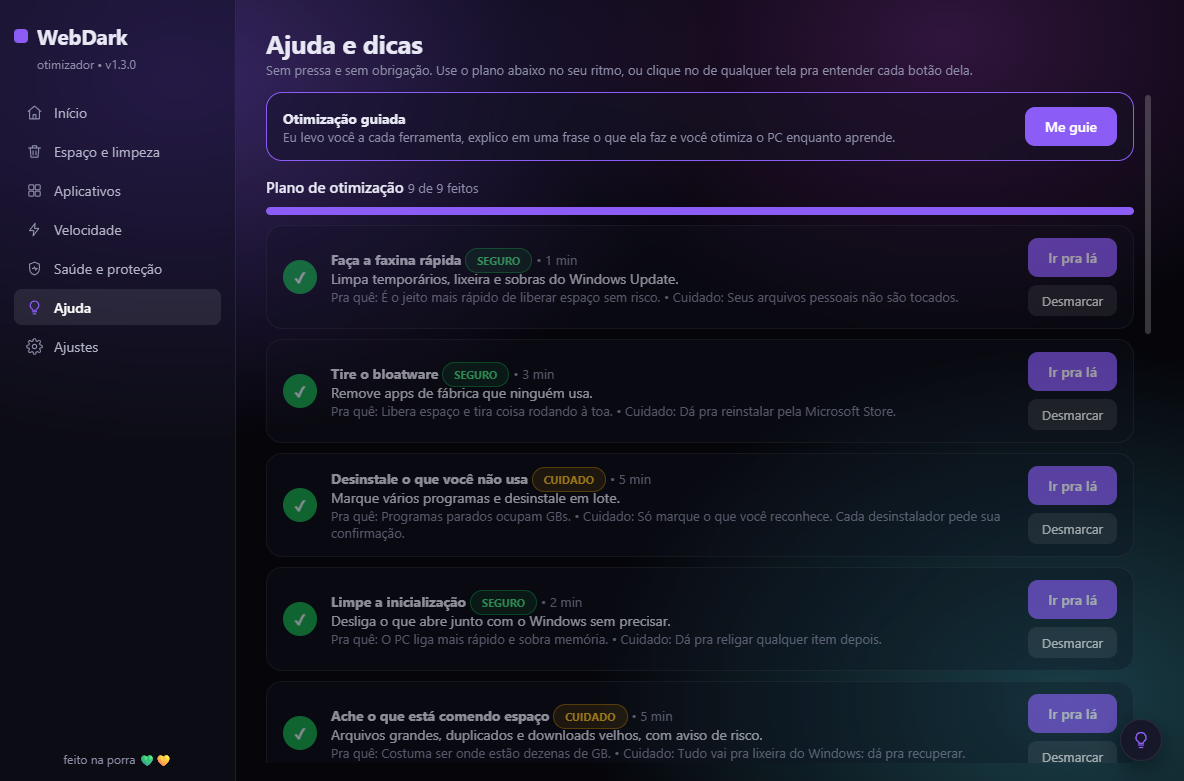 WebDark
otimizador • v1.3.0
Início
Espaço e limpeza
Aplicativos
Velocidade
Saúde e proteção
Ajuda
Ajustes
feito na porra 💚💛
Ajuda e dicas
Sem pressa e sem obrigação. Use o plano abaixo no seu ritmo, ou clique no de qualquer tela pra entender cada botão dela.
Otimização guiada
Eu levo você a cada ferramenta, explico em uma frase o que ela faz e você otimiza o PC enquanto aprende.
Me guie
Plano de otimização 9 de 9 feitos
Faça a faxina rápida SEGURO • 1 min
Limpa temporários, lixeira e sobras do Windows Update.
Pra quê: É o jeito mais rápido de liberar espaço sem risco. • Cuidado: Seus arquivos pessoais não são tocados.
Ir pra lá
Desmarcar
Tire o bloatware SEGURO • 3 min
Remove apps de fábrica que ninguém usa.
Pra quê: Libera espaço e tira coisa rodando à toa. • Cuidado: Dá pra reinstalar pela Microsoft Store.
Ir pra lá
Desmarcar
Desinstale o que você não usa CUIDADO • 5 min
Marque vários programas e desinstale em lote.
Pra quê: Programas parados ocupam GBs. • Cuidado: Só marque o que você reconhece. Cada desinstalador pede sua
confirmação.
Ir pra lá
Desmarcar
Limpe a inicialização SEGURO • 2 min
Desliga o que abre junto com o Windows sem precisar.
Pra quê: O PC liga mais rápido e sobra memória. • Cuidado: Dá pra religar qualquer item depois.
Ir pra lá
Desmarcar
Ache o que está comendo espaço CUIDADO • 5 min
Arquivos grandes, duplicados e downloads velhos, com aviso de risco.
Pra quê: Costuma ser onde estão dezenas de GB. • Cuidado: Tudo vai pra lixeira do Windows: dá pra recuperar.
Ir pra lá
Desmarcar